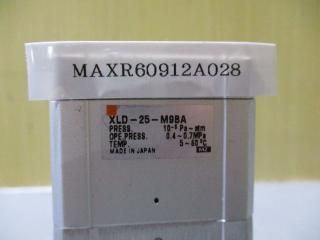 MAXR60912A028
XLD-25-M9BA
PRESS. 10⁻⁶ Pa~atm
OPE.PRESS. 0.4~0.7MPa
TEMP. 5~60℃
MADE IN JAPAN